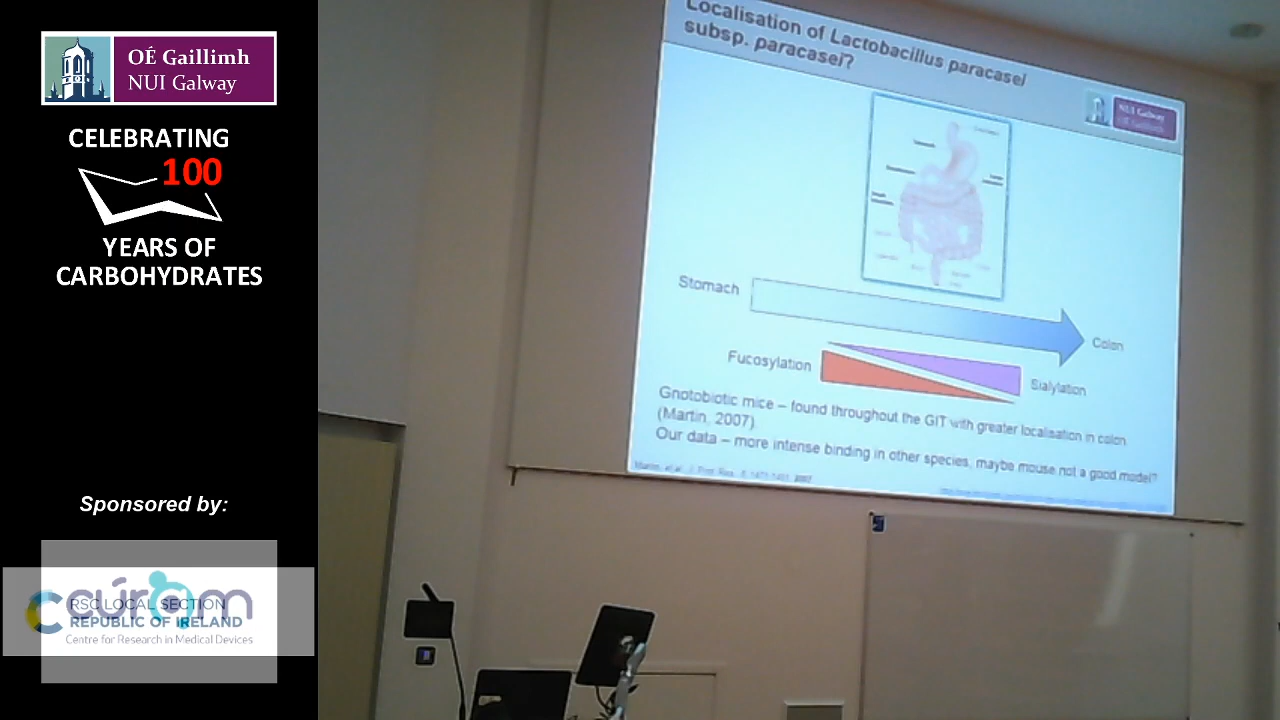 OÉ Gaillimh
NUI Galway
CELEBRATING
100
YEARS OF
CARBOHYDRATES
Sponsored by:
cúram
RSC LOCAL SECTION
REPUBLIC OF IRELAND
Centre for Research in Medical Devices
Localisation of Lactobacillus paracasei
subsp. paracasei?
NUI Galway
OÉ Gaillimh
Stomach
Colon
Fucosylation
Sialylation
Gnotobiotic mice – found throughout the GIT with greater localisation in colon
(Martin, 2007)
Our data – more intense binding in other species, maybe mouse not a good model?
2007